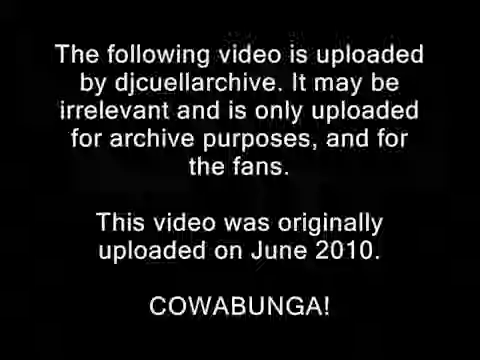 The following video is uploaded
by djcuellarchive. It may be
irrelevant and is only uploaded
for archive purposes, and for
the fans.
This video was originally
uploaded on June 2010.
COWABUNGA!